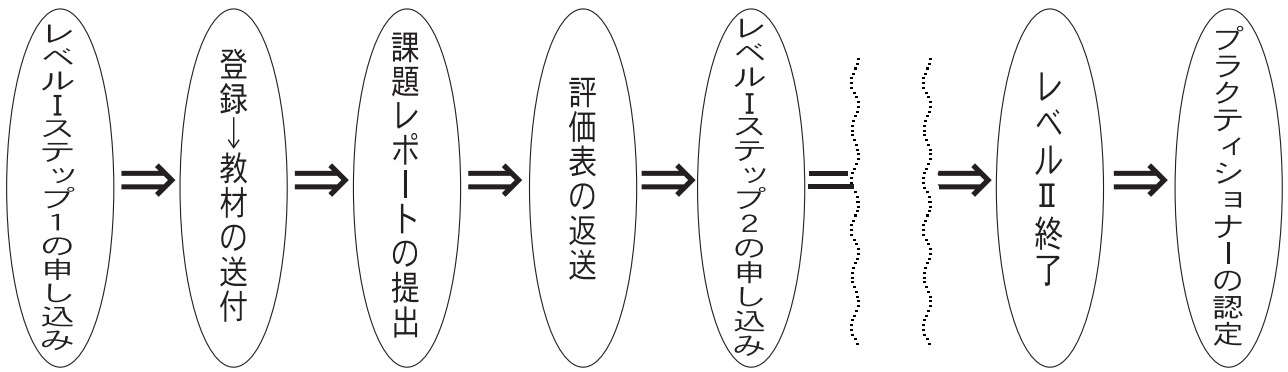 レベルⅠステップ1の申し込み
登録→教材の送付
課題レポートの提出
評価表の返送
レベルⅠステップ2の申し込み
レベルⅡ終了
プラクティショナーの認定